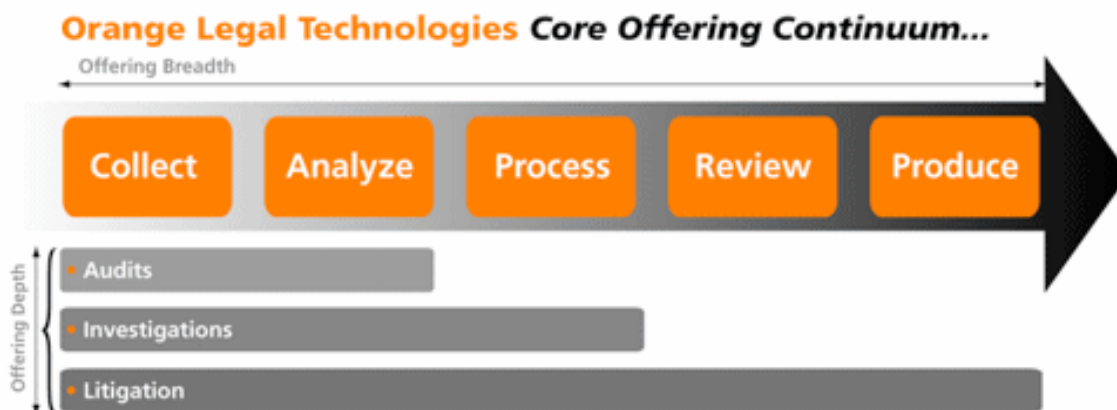 Orange Legal Technologies Core Offering Continuum...
Offering Breadth
Collect
Analyze
Process
Review
Produce
Offering Depth
• Audits
• Investigations
• Litigation